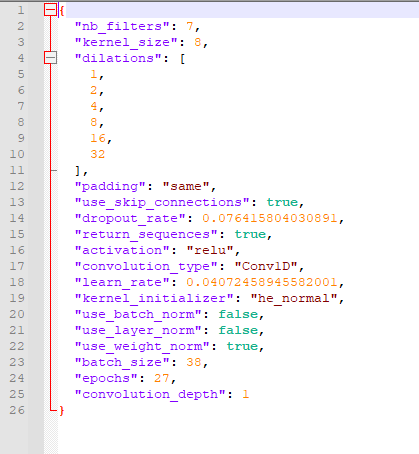 1 {
2 "nb_filters": 7,
3 "kernel_size": 8,
4 "dilations": [
5 1,
6 2,
7 4,
8 8,
9 16,
10 32
11 ],
12 "padding": "same",
13 "use_skip_connections": true,
14 "dropout_rate": 0.076415804030891,
15 "return_sequences": true,
16 "activation": "relu",
17 "convolution_type": "Conv1D",
18 "learn_rate": 0.04072458945582001,
19 "kernel_initializer": "he_normal",
20 "use_batch_norm": false,
21 "use_layer_norm": false,
22 "use_weight_norm": true,
23 "batch_size": 38,
24 "epochs": 27,
25 "convolution_depth": 1
26 }